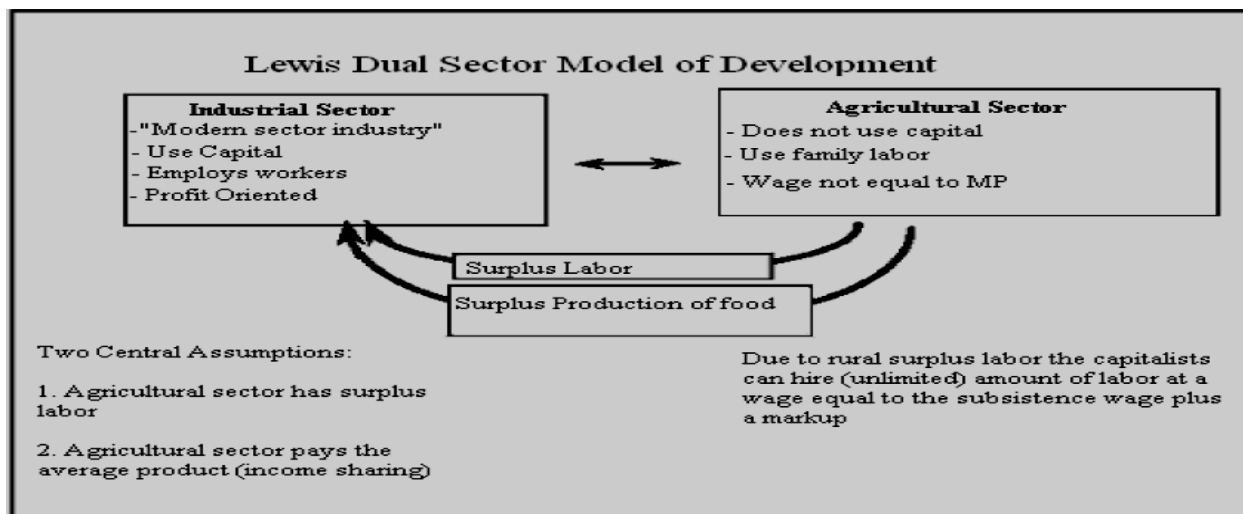 Lewis Dual Sector Model of Development
Industrial Sector
-"Modern sector industry"
- Use Capital
- Employs workers
- Profit Oriented
Agricultural Sector
- Does not use capital
- Use family labor
- Wage not equal to MP
Surplus Labor
Surplus Production of food
Two Central Assumptions:
1. Agricultural sector has surplus
labor
2. Agricultural sector pays the
average product (income sharing)
Due to rural surplus labor the capitalists
can hire (unlimited) amount of labor at a
wage equal to the subsistence wage plus
a markup